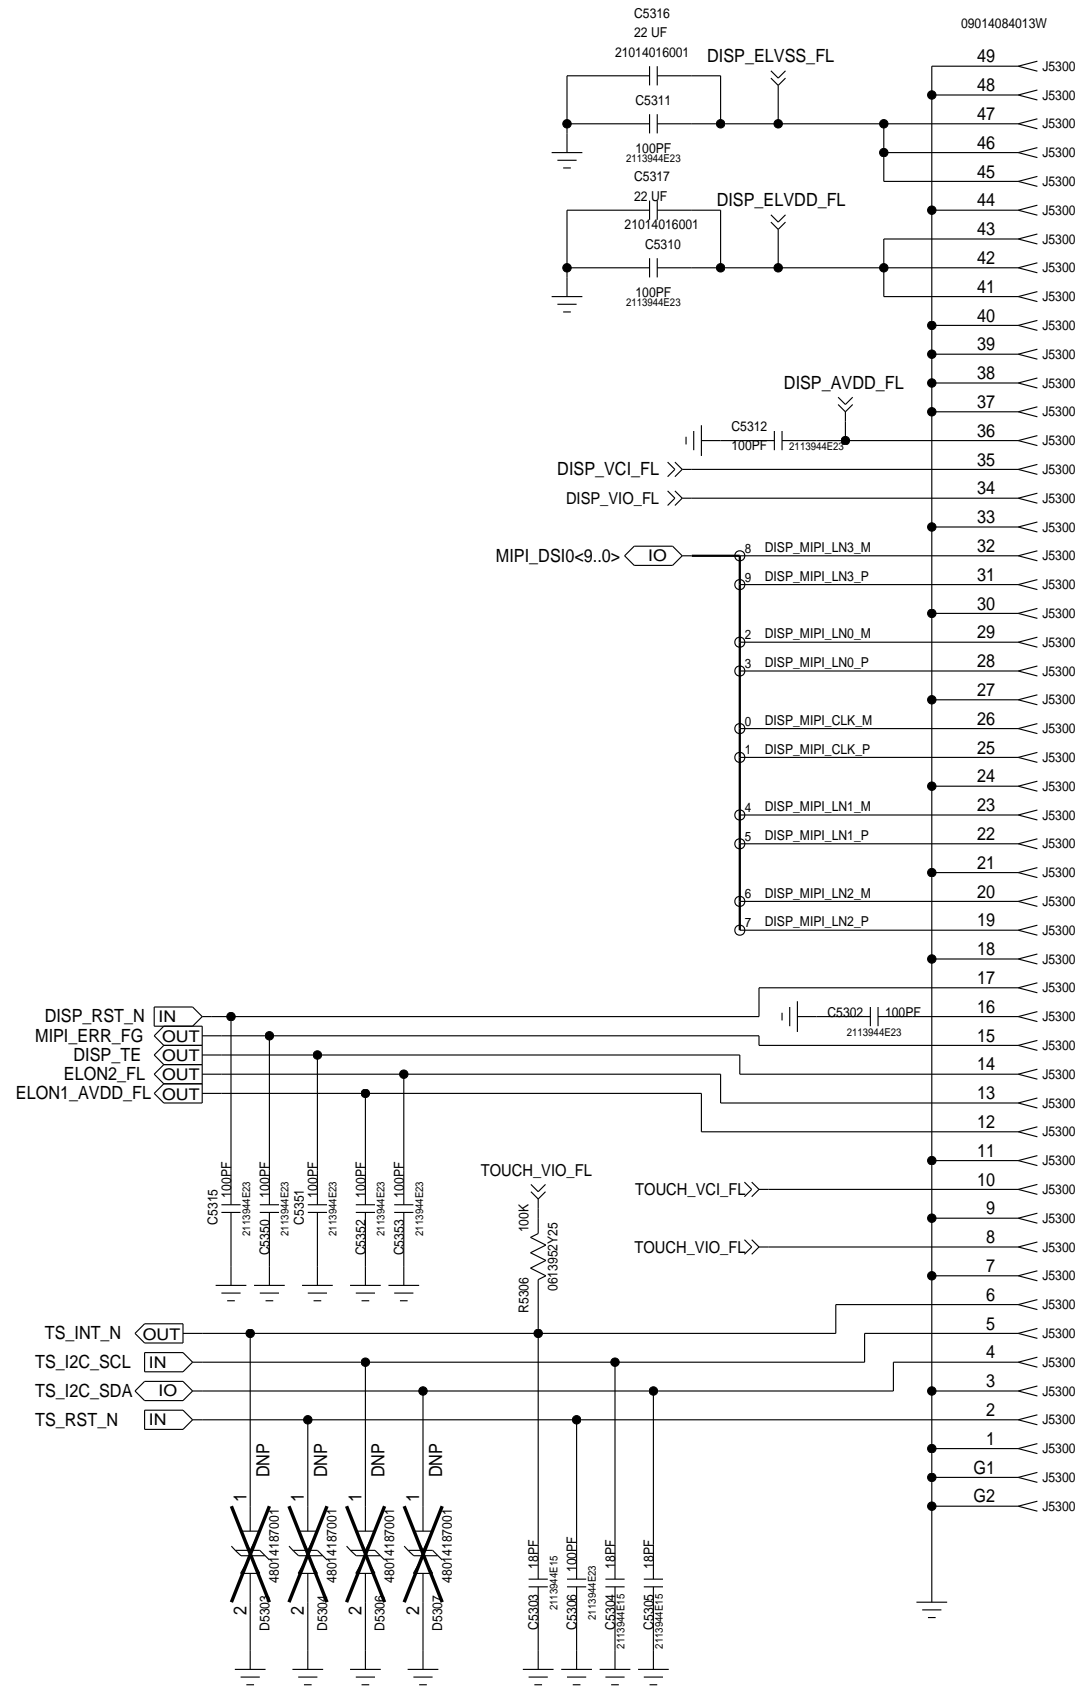 C5316
22 UF
21014016001
DISP_ELVSS_FL
09014084013W
49 J5300
48 J5300
C5311
47 J5300
100PF
2113944E23
46 J5300
C5317
45 J5300
22 UF
DISP_ELVDD_FL
44 J5300
21014016001
43 J5300
C5310
42 J5300
100PF
2113944E23
41 J5300
40 J5300
39 J5300
DISP_AVDD_FL
38 J5300
37 J5300
C5312
100PF
2113944E23
36 J5300
DISP_VCI_FL
35 J5300
DISP_VIO_FL
34 J5300
33 J5300
MIPI_DSI0<9..0> IO
8 DISP_MIPI_LN3_M 32 J5300
9 DISP_MIPI_LN3_P 31 J5300
30 J5300
2 DISP_MIPI_LN0_M 29 J5300
3 DISP_MIPI_LN0_P 28 J5300
27 J5300
0 DISP_MIPI_CLK_M 26 J5300
1 DISP_MIPI_CLK_P 25 J5300
24 J5300
4 DISP_MIPI_LN1_M 23 J5300
5 DISP_MIPI_LN1_P 22 J5300
21 J5300
6 DISP_MIPI_LN2_M 20 J5300
7 DISP_MIPI_LN2_P 19 J5300
18 J5300
17 J5300
DISP_RST_N IN
C5302 100PF
2113944E23
16 J5300
MIPI_ERR_FG OUT
15 J5300
DISP_TE OUT
14 J5300
ELON2_FL OUT
13 J5300
ELON1_AVDD_FL OUT
12 J5300
11 J5300
C5315 100PF 2113944E23
C5350 100PF 2113944E23
C5351 100PF 2113944E23
C5352 100PF 2113944E23
C5353 100PF 2113944E23
TOUCH_VIO_FL
R5306 100K 0613952Y25
TOUCH_VCI_FL
10 J5300
9 J5300
TOUCH_VIO_FL
8 J5300
7 J5300
6 J5300
TS_INT_N OUT
5 J5300
TS_I2C_SCL IN
4 J5300
TS_I2C_SDA IO
3 J5300
TS_RST_N IN
2 J5300
1 J5300
G1 J5300
G2 J5300
DNP 1 2 48014187001 D5303
DNP 1 2 48014187001 D5304
DNP 1 2 48014187001 D5306
DNP 1 2 48014187001 D5307
C5303 18PF 2113944E15
C5306 100PF 2113944E23
C5304 18PF 2113944E15
C5305 18PF 2113944E15